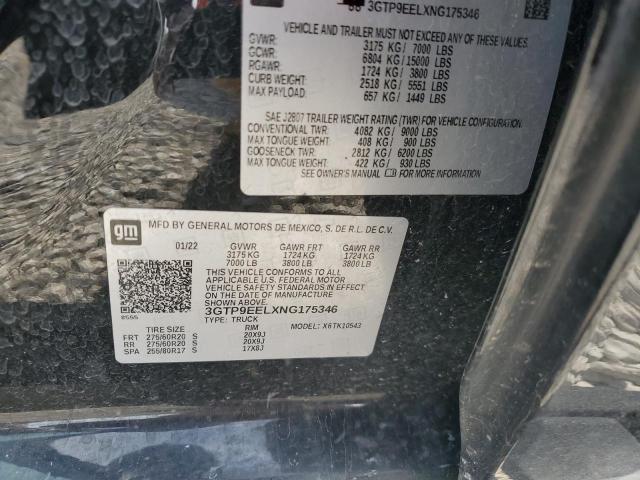 3GTP9EELXNG175346
VEHICLE AND TRAILER MUST NOT EXCEED ANY OF THESE VALUES.
GVWR: 3175 KG / 7000 LBS
GCWR: 6804 KG / 15000 LBS
RGAWR: 1724 KG / 3800 LBS
CURB WEIGHT: 2518 KG / 5551 LBS
MAX PAYLOAD: 657 KG / 1449 LBS
SAE J2807 TRAILER WEIGHT RATING (TWR) FOR VEHICLE CONFIGURATION.
CONVENTIONAL TWR: 4082 KG / 9000 LBS
MAX TONGUE WEIGHT: 408 KG / 900 LBS
GOOSENECK TWR: 2812 KG / 6200 LBS
MAX TONGUE WEIGHT: 422 KG / 930 LBS
SEE OWNER'S MANUAL FOR MORE INFORMATION
gm MFD BY GENERAL MOTORS DE MEXICO, S. DE R.L. DE C.V.
01/22 GVWR GAWR FRT GAWR RR
3175 KG 1724 KG 1724 KG
7000 LB 3800 LB 3800 LB
THIS VEHICLE CONFORMS TO ALL
APPLICABLE U.S. FEDERAL MOTOR
VEHICLE SAFETY STANDARDS IN EFFECT
ON THE DATE OF MANUFACTURE
SHOWN ABOVE.
3GTP9EELXNG175346
TYPE: TRUCK MODEL: X6TK10543
TIRE SIZE RIM
FRT 275/60R20 S 20X9J
RR 275/60R20 S 20X9J
SPA 255/80R17 S 17X8J